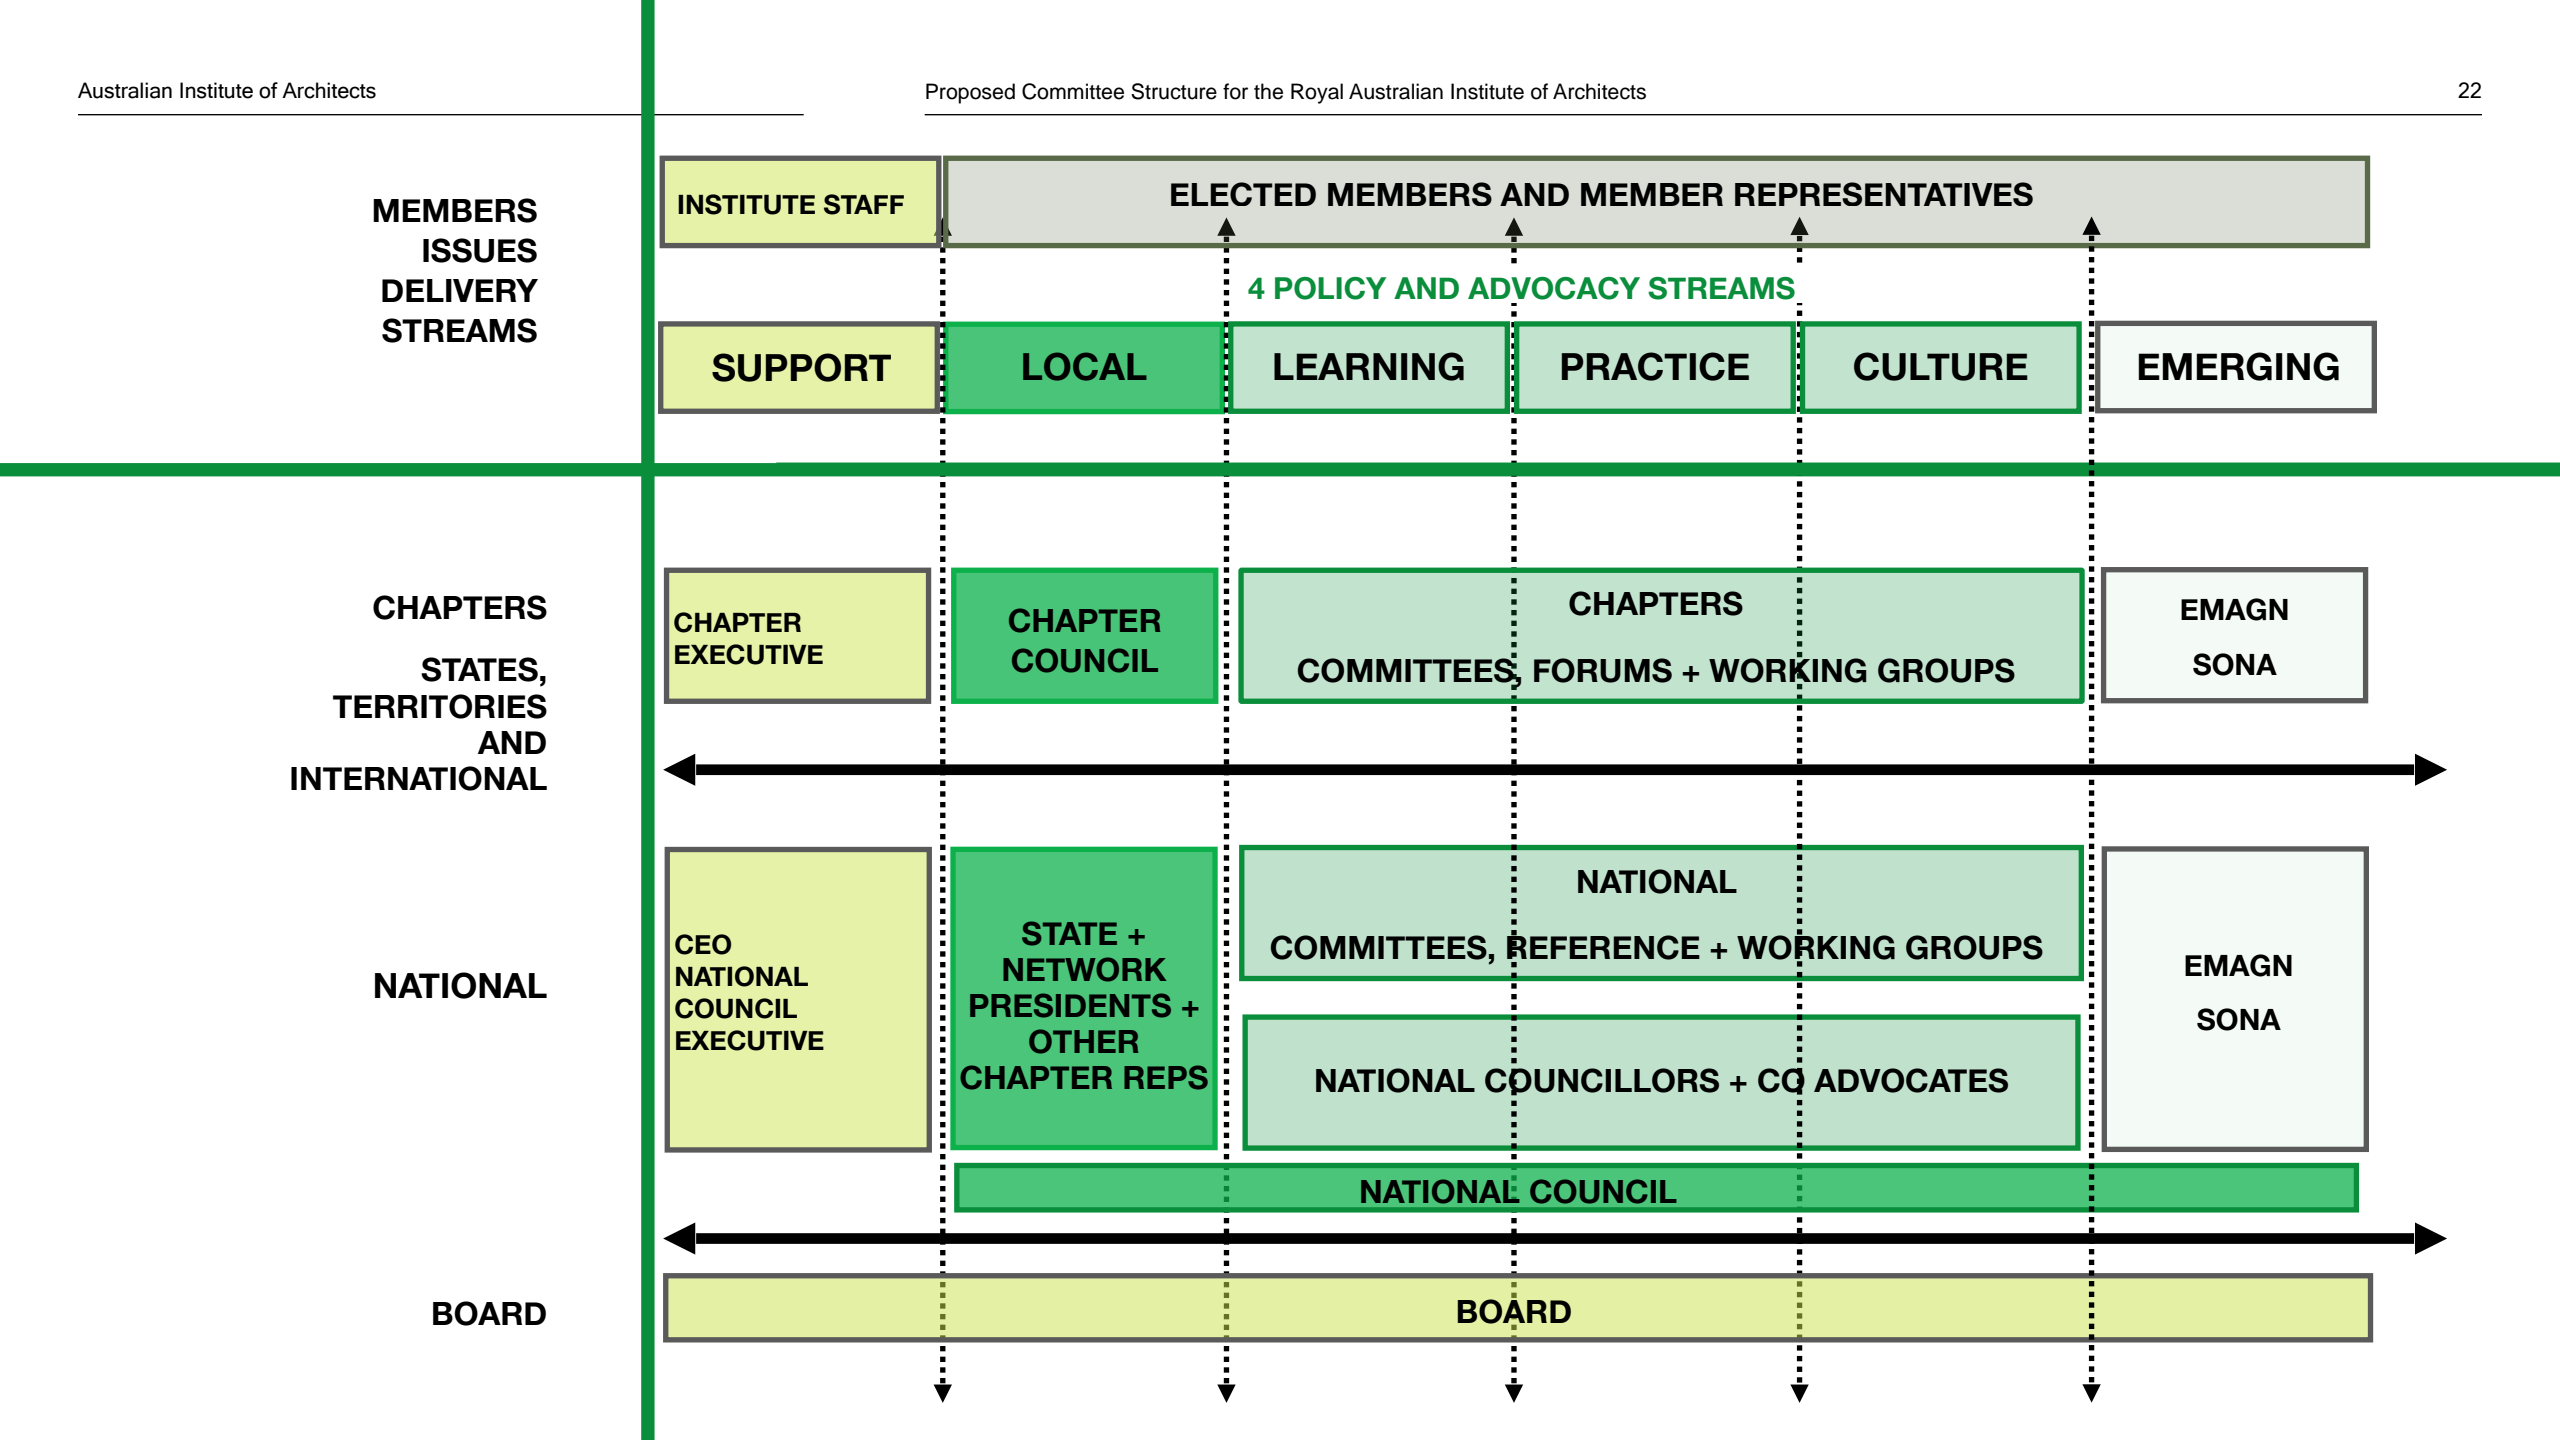 Australian Institute of Architects
Proposed Committee Structure for the Royal Australian Institute of Architects
22
MEMBERS
ISSUES
DELIVERY
STREAMS
INSTITUTE STAFF
ELECTED MEMBERS AND MEMBER REPRESENTATIVES
4 POLICY AND ADVOCACY STREAMS
SUPPORT
LOCAL
LEARNING
PRACTICE
CULTURE
EMERGING
CHAPTERS
STATES,
TERRITORIES
AND
INTERNATIONAL
CHAPTER
EXECUTIVE
CHAPTER
COUNCIL
CHAPTERS
COMMITTEES, FORUMS + WORKING GROUPS
EMAGN
SONA
NATIONAL
CEO
NATIONAL
COUNCIL
EXECUTIVE
STATE +
NETWORK
PRESIDENTS +
OTHER
CHAPTER REPS
NATIONAL
COMMITTEES, REFERENCE + WORKING GROUPS
NATIONAL COUNCILLORS + CO ADVOCATES
EMAGN
SONA
NATIONAL COUNCIL
BOARD
BOARD